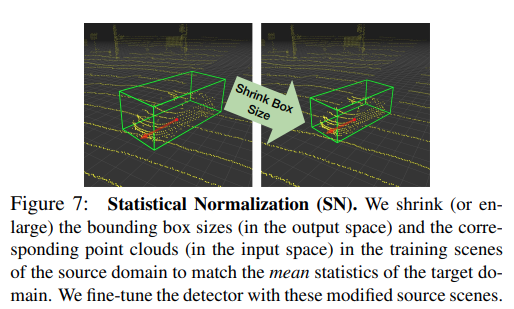 Shrink Box
Size
Figure 7: Statistical Normalization (SN). We shrink (or en-
large) the bounding box sizes (in the output space) and the corre-
sponding point clouds (in the input space) in the training scenes
of the source domain to match the mean statistics of the target do-
main. We fine-tune the detector with these modified source scenes.